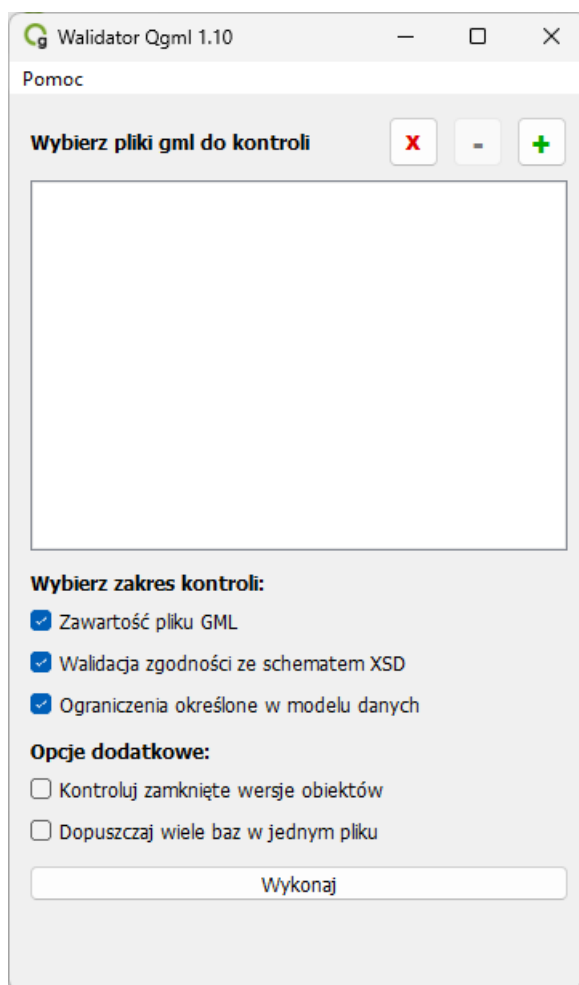 Walidator Qgml 1.10
Pomoc
Wybierz pliki gml do kontroli x - +
Wybierz zakres kontroli:
Zawartość pliku GML
Walidacja zgodności ze schematem XSD
Ograniczenia określone w modelu danych
Opcje dodatkowe:
Kontroluj zamknięte wersje obiektów
Dopuszczaj wiele baz w jednym pliku
Wykonaj